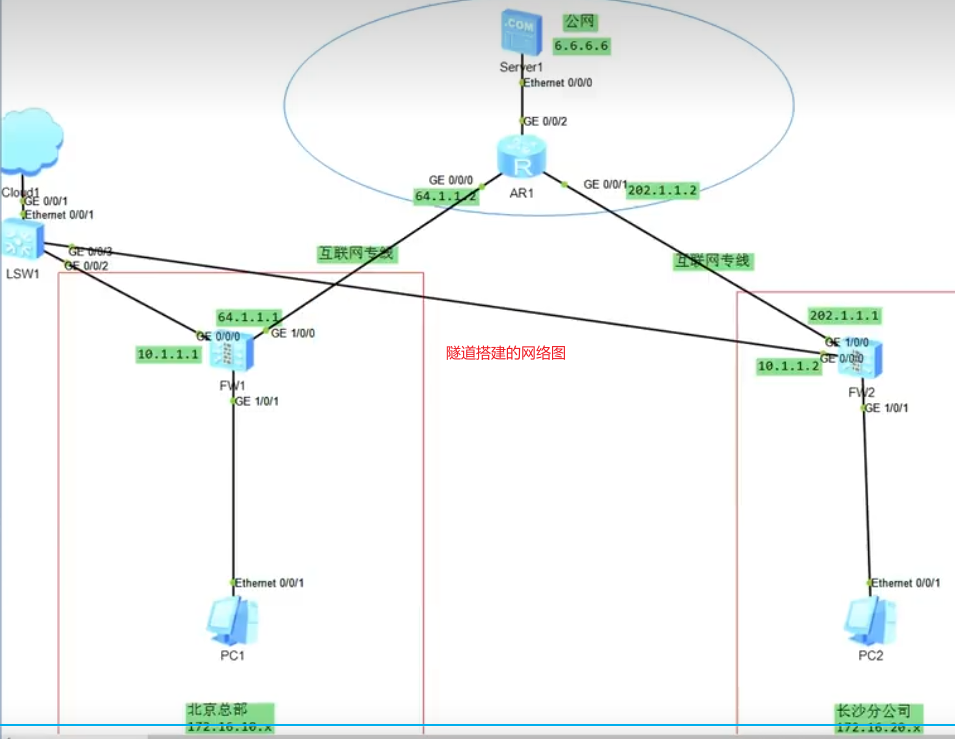 公网
.COM
6.6.6.6
Server1
Ethernet 0/0/0
GE 0/0/2
R
AR1
GE 0/0/0
64.1.1.2
GE 0/0/1
202.1.1.2
Cloud1
GE 0/0/1
Ethernet 0/0/1
LSW1
GE 0/0/3
GE 0/0/2
互联网专线
互联网专线
64.1.1.1
GE 1/0/0
GE 0/0/0
10.1.1.1
FW1
GE 1/0/1
隧道搭建的网络图
202.1.1.1
GE 1/0/0
GE 0/0/0
10.1.1.2
FW2
GE 1/0/1
Ethernet 0/0/1
PC1
Ethernet 0/0/1
PC2
北京总部
172.16.10.x
长沙分公司
172.16.20.x